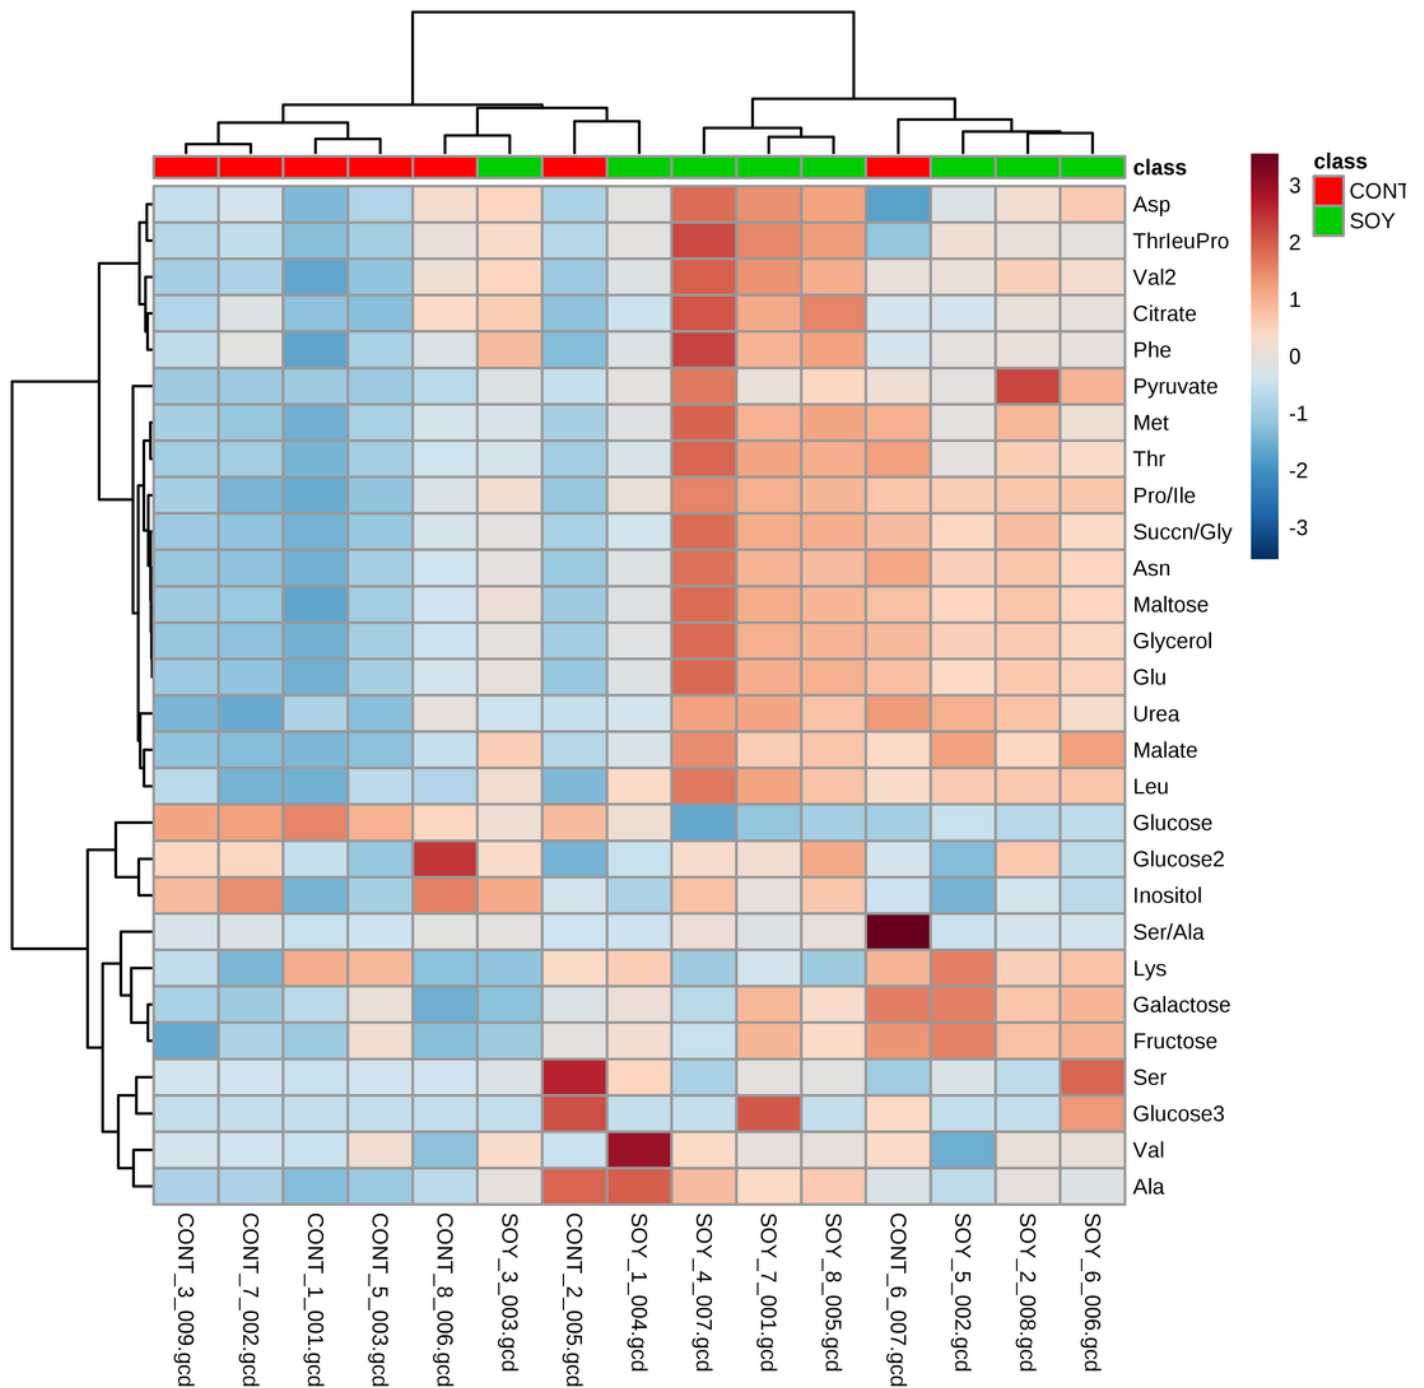 class
Asp
ThrIeuPro
Val2
Citrate
Phe
Pyruvate
Met
Thr
Pro/Ile
Succn/Gly
Asn
Maltose
Glycerol
Glu
Urea
Malate
Leu
Glucose
Glucose2
Inositol
Ser/Ala
Lys
Galactose
Fructose
Ser
Glucose3
Val
Ala
3
2
1
0
-1
-2
-3
class
CONT
SOY
CONT_3_009.gcd
CONT_7_002.gcd
CONT_1_001.gcd
CONT_5_003.gcd
CONT_8_006.gcd
SOY_3_003.gcd
CONT_2_005.gcd
SOY_1_004.gcd
SOY_4_007.gcd
SOY_7_001.gcd
SOY_8_005.gcd
CONT_6_007.gcd
SOY_5_002.gcd
SOY_2_008.gcd
SOY_6_006.gcd